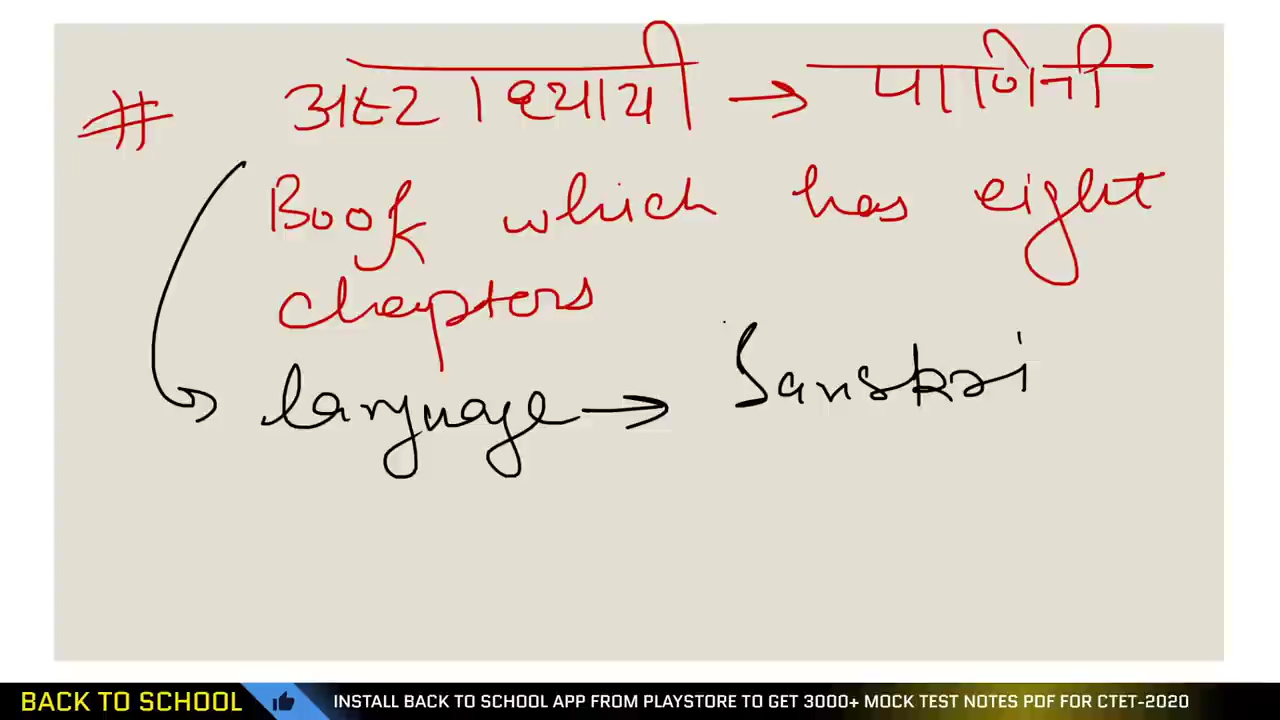 # अष्टाध्यायी → पाणिनी
Book which has eight
chapters
language → Sanskri
BACK TO SCHOOL
INSTALL BACK TO SCHOOL APP FROM PLAYSTORE TO GET 3000+ MOCK TEST NOTES PDF FOR CTET-2020